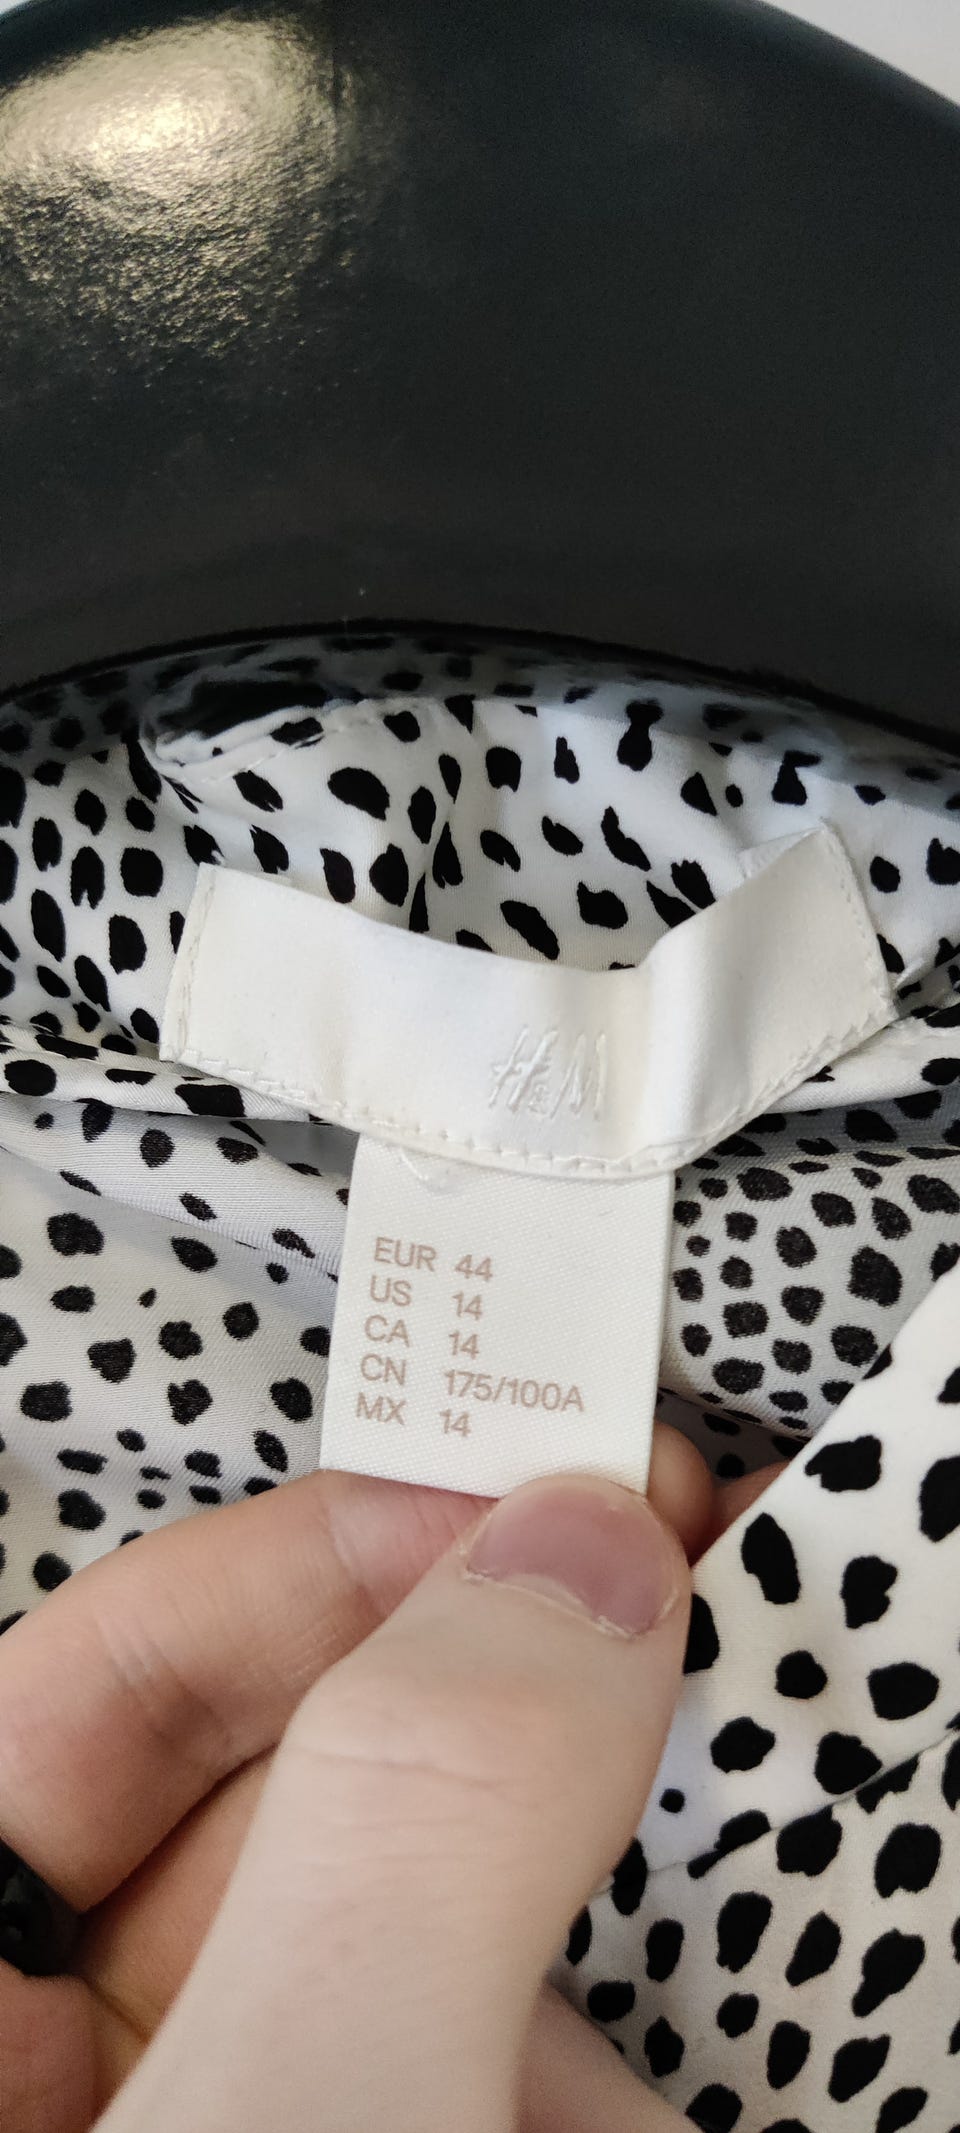 H&M
EUR 44
US 14
CA 14
CN 175/100A
MX 14